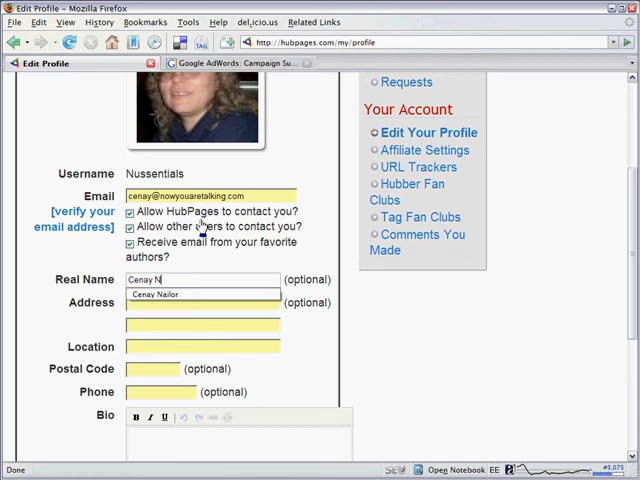 Edit Profile - Mozilla Firefox
File Edit View History Bookmarks Tools del.icio.us Related Links
TAG http://hubpages.com/my/profile
Edit Profile Google AdWords: Campaign Su...
Requests
Your Account
Edit Your Profile
Affiliate Settings
URL Trackers
Hubber Fan
Clubs
Tag Fan Clubs
Comments You
Made
Username Nussentials
Email cenay@nowyouaretalking.com
[verify your
email address]
Allow HubPages to contact you?
Allow other users to contact you?
Receive email from your favorite
authors?
Real Name Cenay N (optional)
Cenay Nailor
Address
Location
Postal Code (optional)
Phone (optional)
Bio B I U
Done Open Notebook EE #3,075